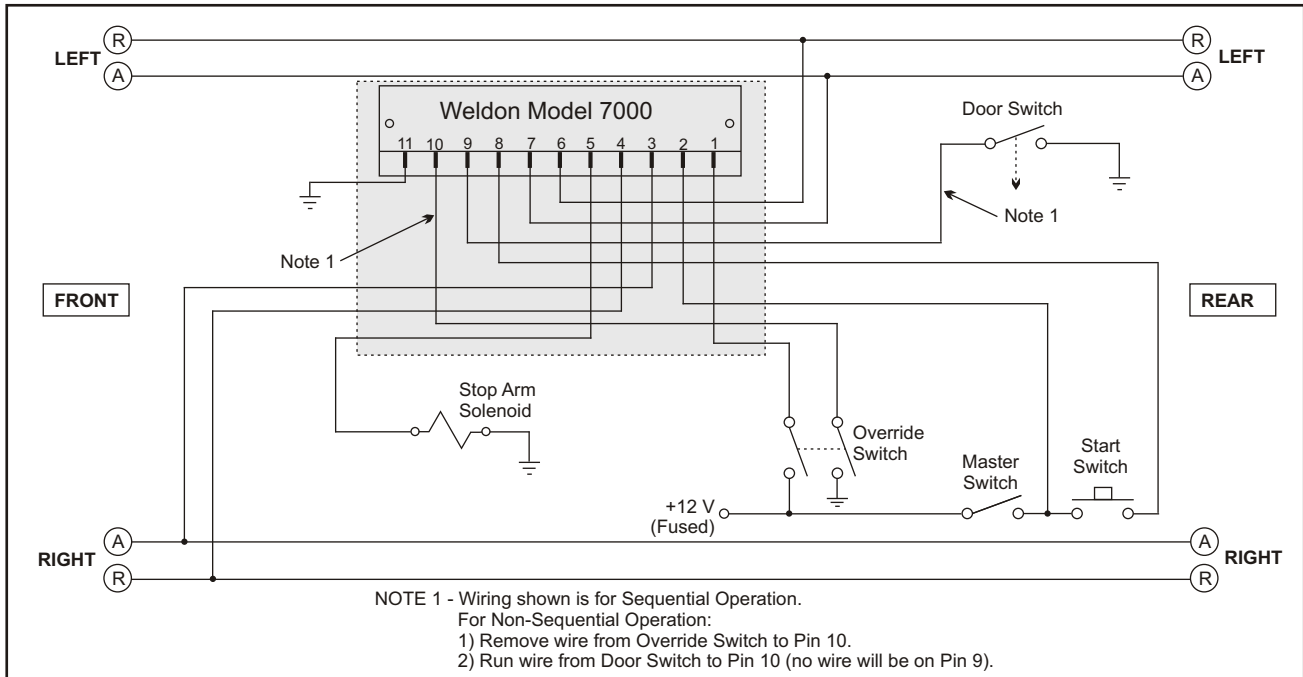 R
LEFT
A
R
LEFT
A
Weldon Model 7000
11 10 9 8 7 6 5 4 3 2 1
Door Switch
Note 1
Note 1
FRONT
REAR
Stop Arm
Solenoid
Override
Switch
Master
Switch
Start
Switch
+12 V
(Fused)
A
RIGHT
R
A
RIGHT
R
NOTE 1 - Wiring shown is for Sequential Operation.
For Non-Sequential Operation:
1) Remove wire from Override Switch to Pin 10.
2) Run wire from Door Switch to Pin 10 (no wire will be on Pin 9).